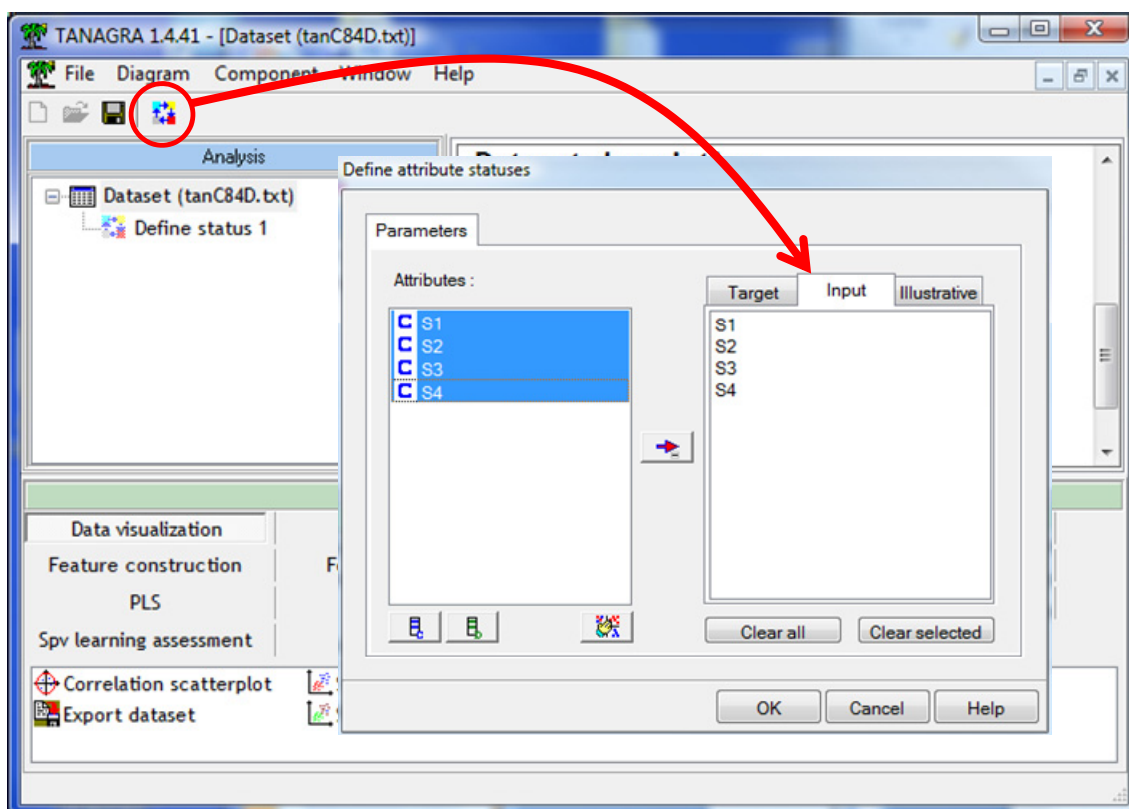 TANAGRA 1.4.41 - [Dataset (tanC84D.txt)]
File Diagram Component Window Help
Analysis
Dataset (tanC84D.txt)
Define status 1
Define attribute statuses
Parameters
Attributes :
C S1
C S2
C S3
C S4
Target Input Illustrative
S1
S2
S3
S4
Clear all Clear selected
OK Cancel Help
Data visualization
Feature construction
PLS
Spv learning assessment
Correlation scatterplot
Export dataset